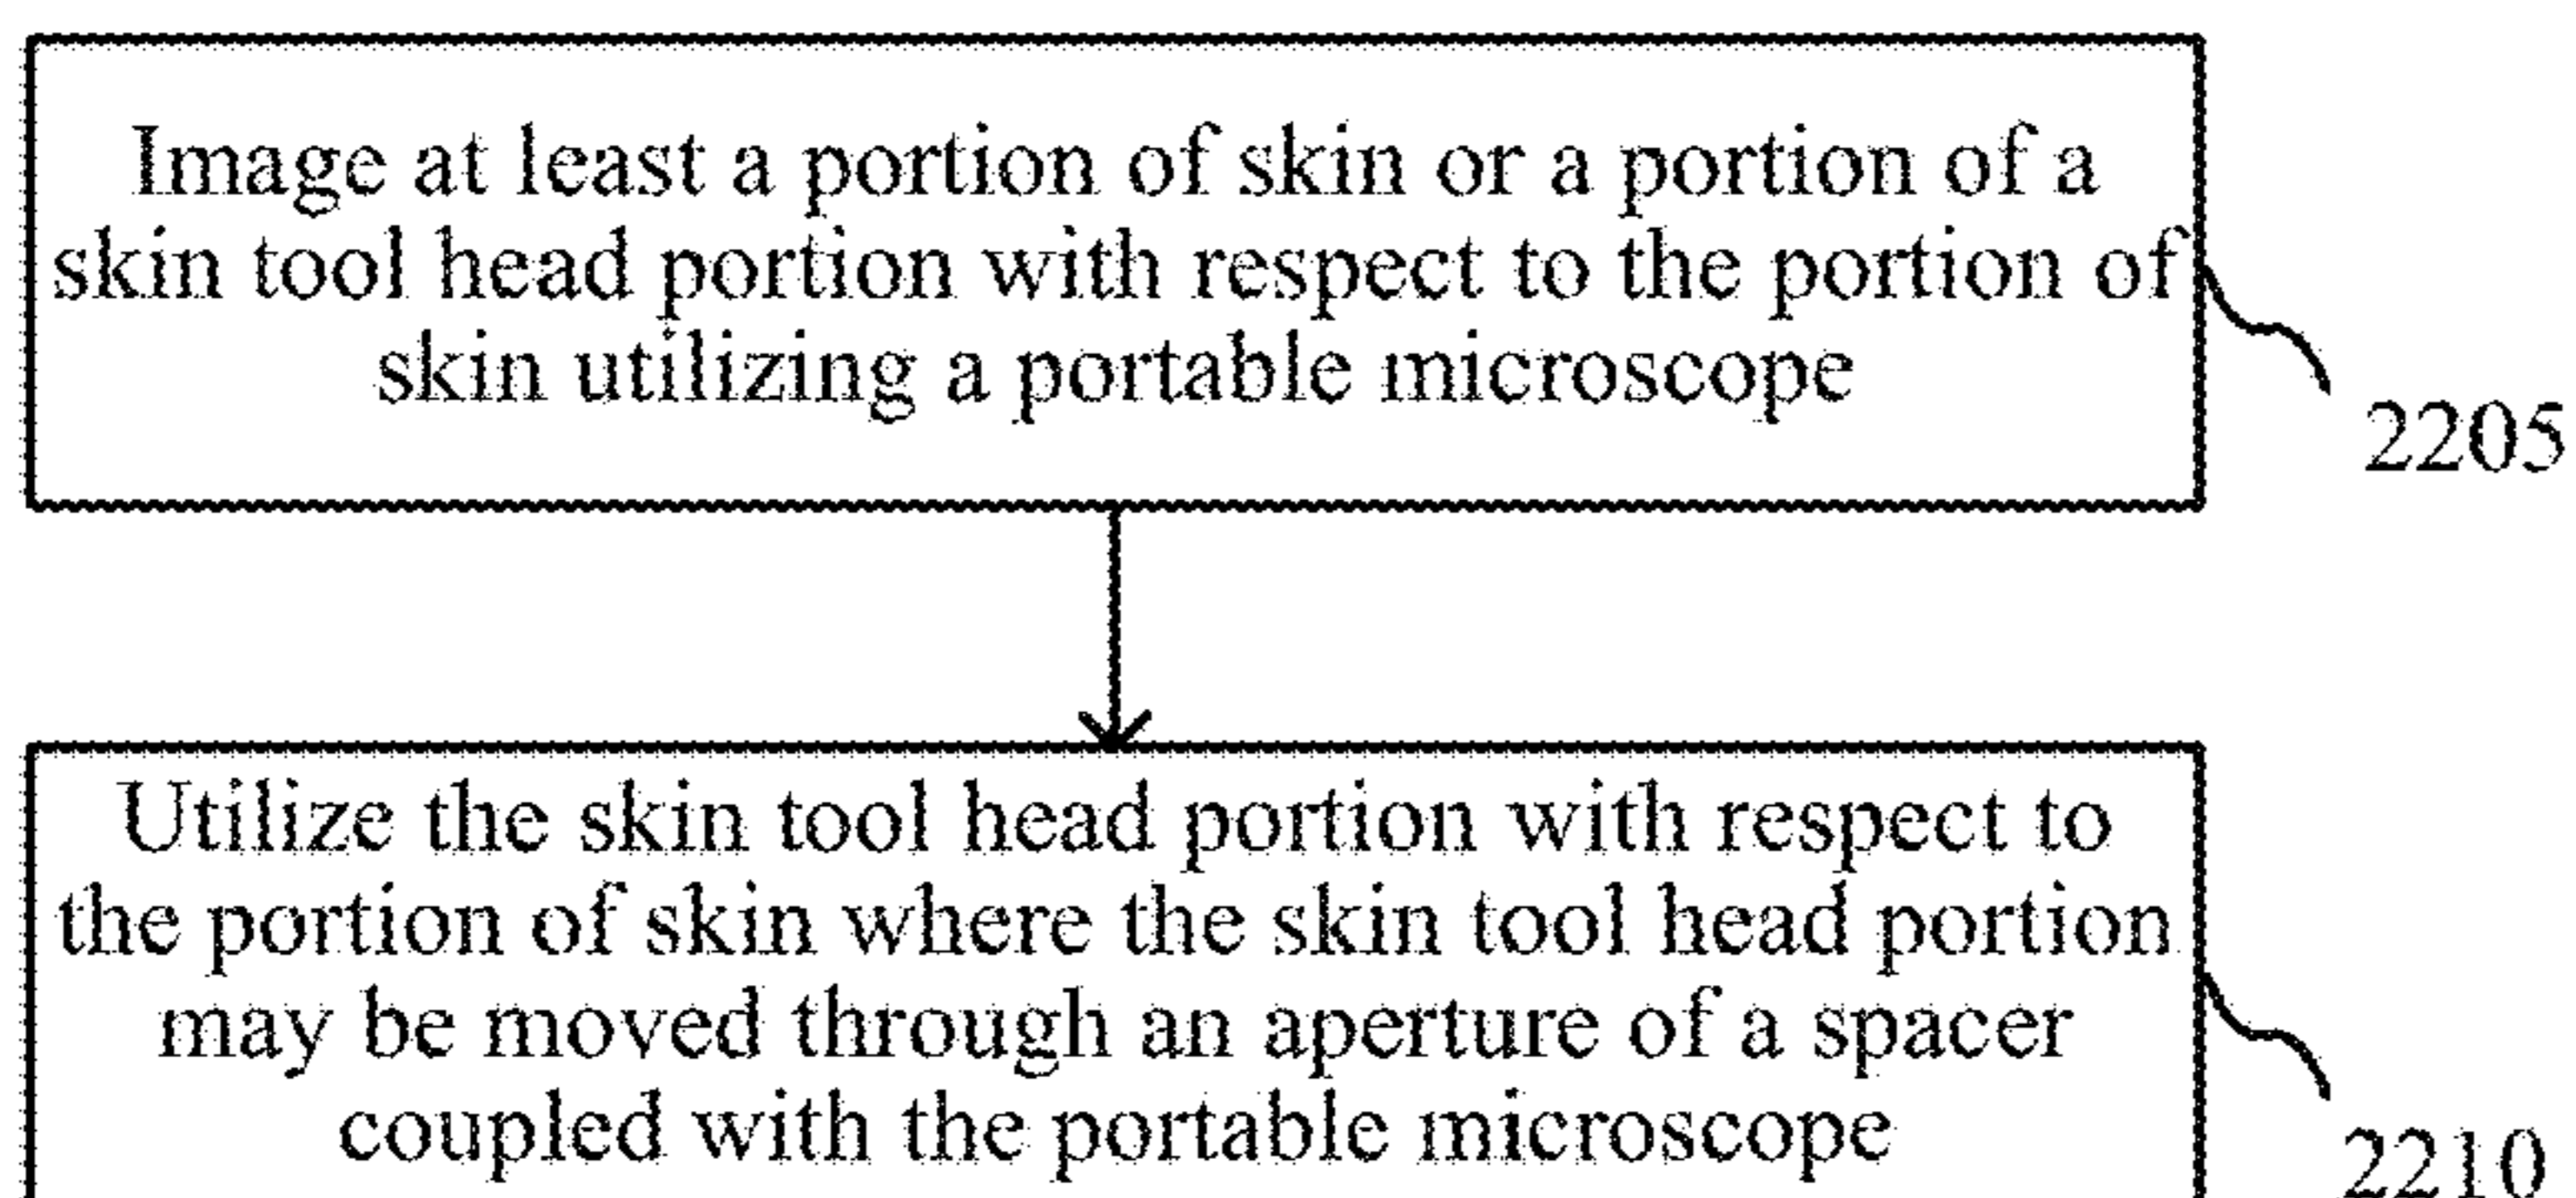 Image at least a portion of skin or a portion of a
skin tool head portion with respect to the portion of
skin utilizing a portable microscope
2205
Utilize the skin tool head portion with respect to
the portion of skin where the skin tool head portion
may be moved through an aperture of a spacer
coupled with the portable microscope
2210